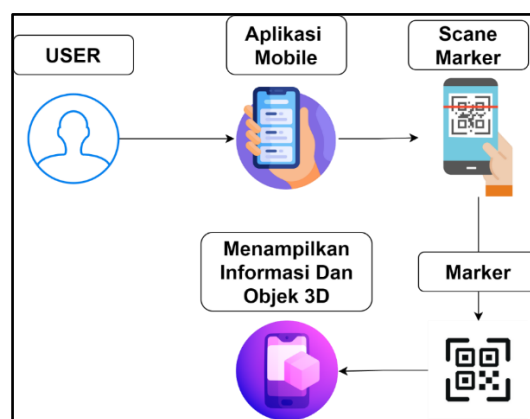 USER
Aplikasi
Mobile
Scane
Marker
Marker
Menampilkan
Informasi Dan
Objek 3D